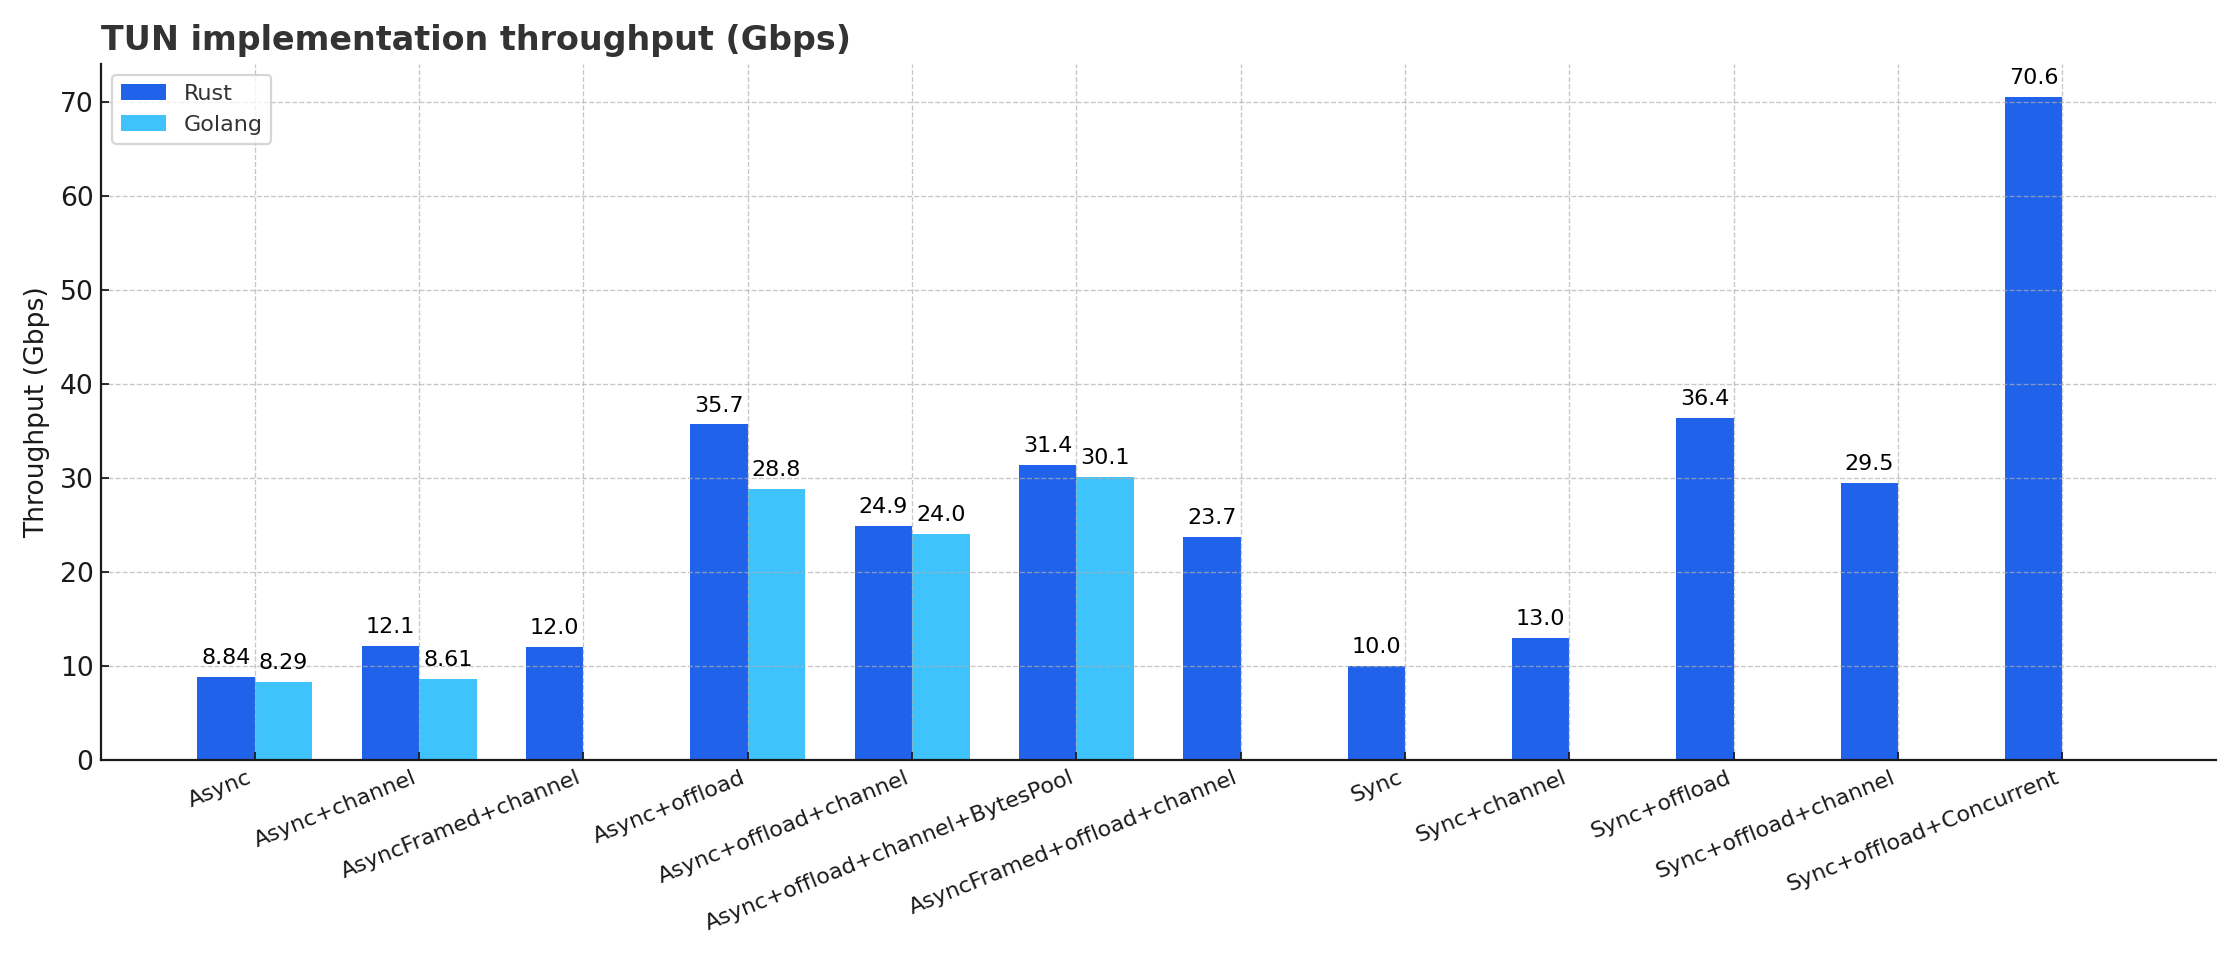 TUN implementation throughput (Gbps)
Rust
Golang
Throughput (Gbps)
70
60
50
40
30
20
10
0
8.84
8.29
12.1
8.61
12.0
35.7
28.8
24.9
24.0
31.4
30.1
23.7
10.0
13.0
36.4
29.5
70.6
Async
Async+channel
AsyncFramed+channel
Async+offload
Async+offload+channel
Async+offload+channel+BytesPool
AsyncFramed+offload+channel
Sync
Sync+channel
Sync+offload
Sync+offload+channel
Sync+offload+Concurrent